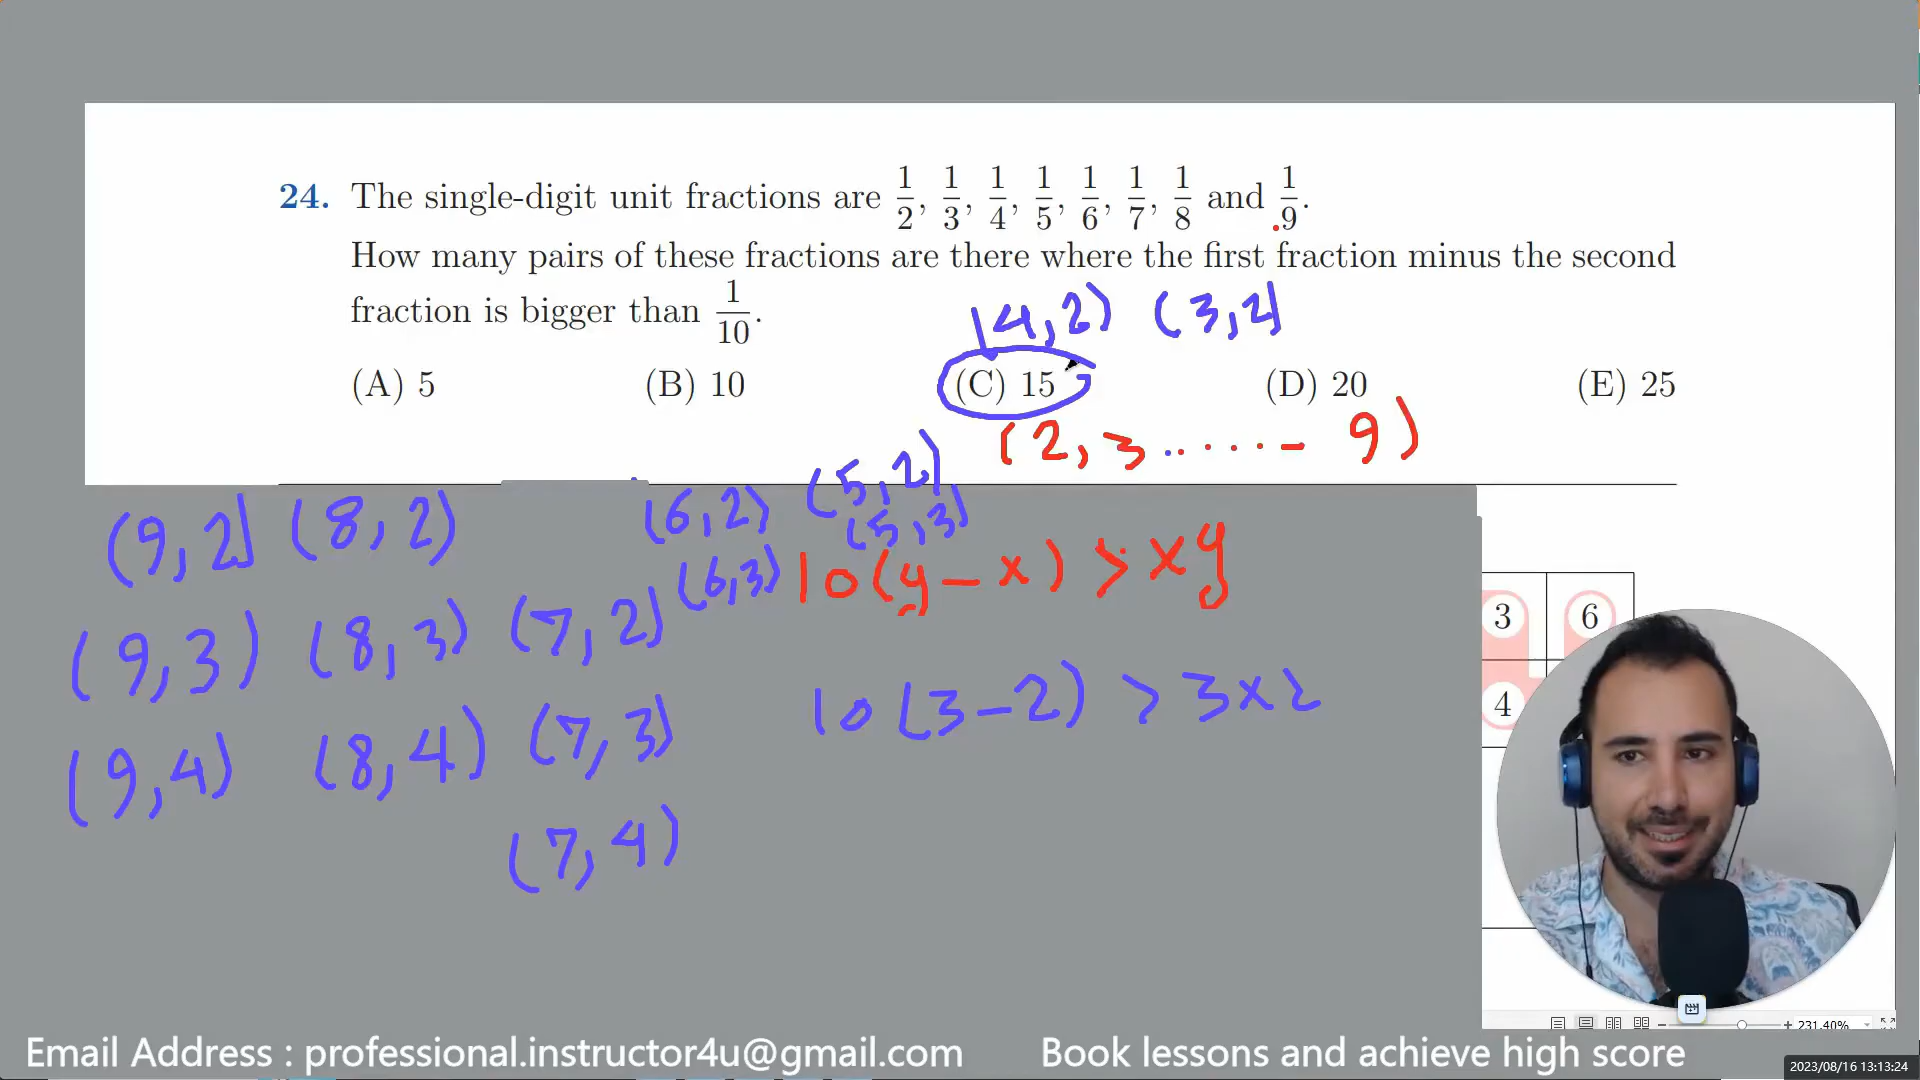 24. The single-digit unit fractions are 1/2, 1/3, 1/4, 1/5, 1/6, 1/7, 1/8 and 1/9.
How many pairs of these fractions are there where the first fraction minus the second
fraction is bigger than 1/10.
(4,2) (3,2)
(A) 5 (B) 10 (C) 15 (D) 20 (E) 25
(2, 3 ...... 9)
(9,2) (8,2) (6,2) (5,2)
(5,3)
(6,3) 10(y-x) > xy
(9,3) (8,3) (7,2)
10(3-2) > 3x2
(9,4) (8,4) (7,3)
(7,4)
3 6
4
231.40%
Email Address : professional.instructor4u@gmail.com Book lessons and achieve high score
2023/08/16 13:13:24